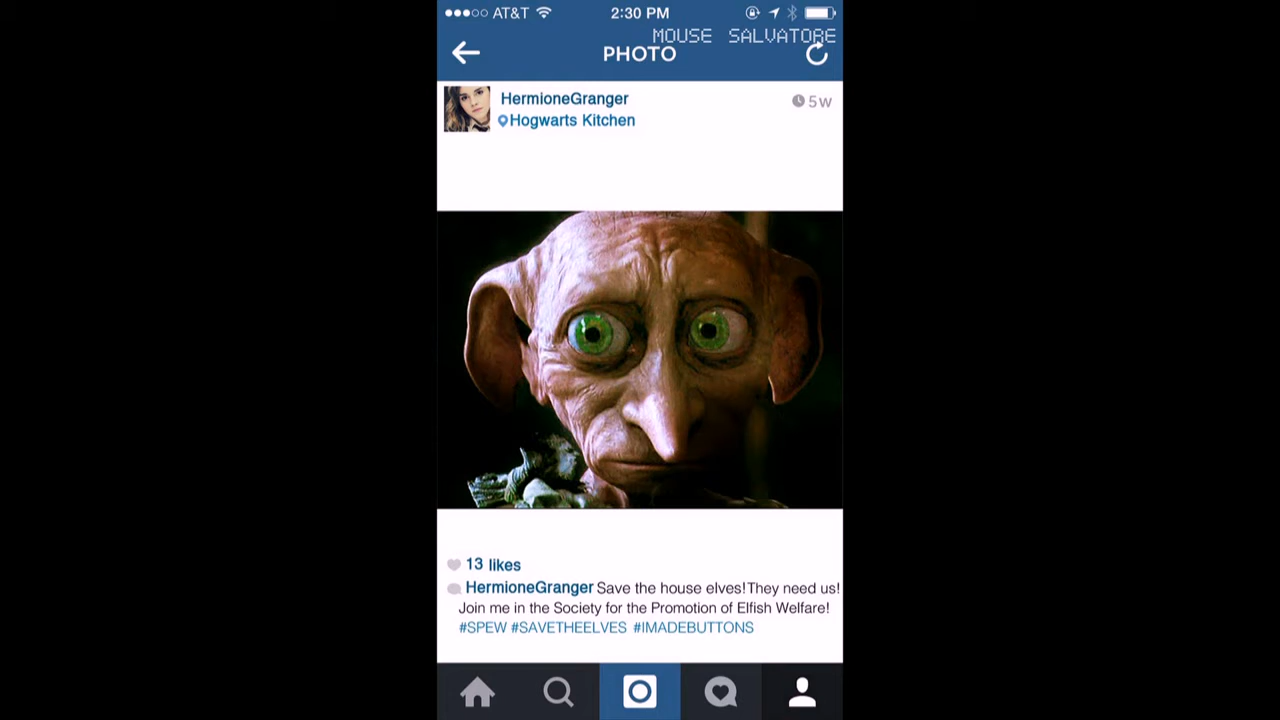 AT&T 2:30 PM
MOUSE SALVATORE
PHOTO
HermioneGranger 5w
Hogwarts Kitchen
13 likes
HermioneGranger Save the house elves!They need us!
Join me in the Society for the Promotion of Elfish Welfare!
#SPEW #SAVETHEELVES #IMADEBUTTONS